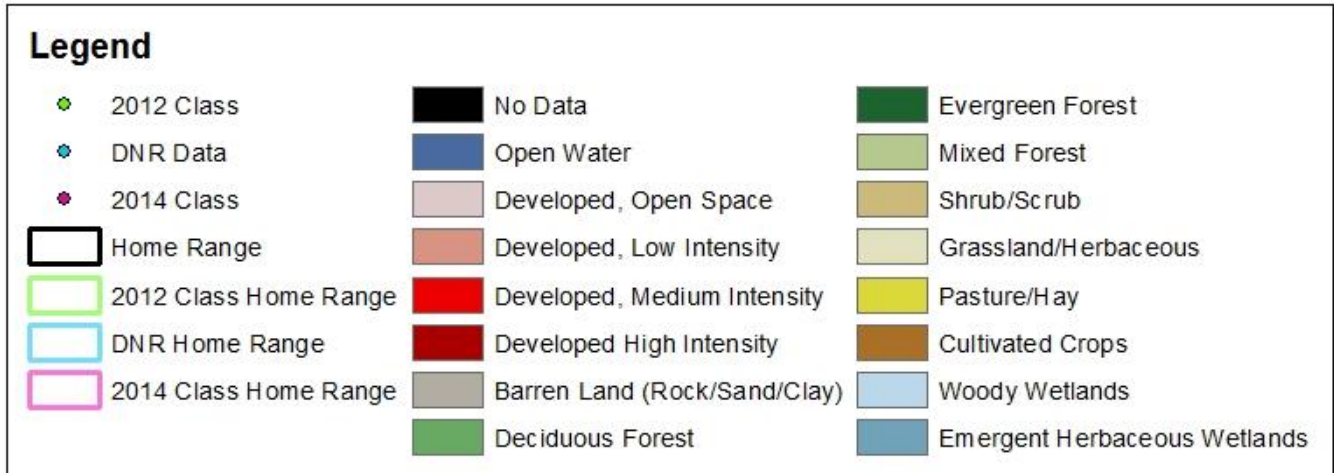 Legend
2012 Class
DNR Data
2014 Class
Home Range
2012 Class Home Range
DNR Home Range
2014 Class Home Range
No Data
Open Water
Developed, Open Space
Developed, Low Intensity
Developed, Medium Intensity
Developed High Intensity
Barren Land (Rock/Sand/Clay)
Deciduous Forest
Evergreen Forest
Mixed Forest
Shrub/Scrub
Grassland/Herbaceous
Pasture/Hay
Cultivated Crops
Woody Wetlands
Emergent Herbaceous Wetlands